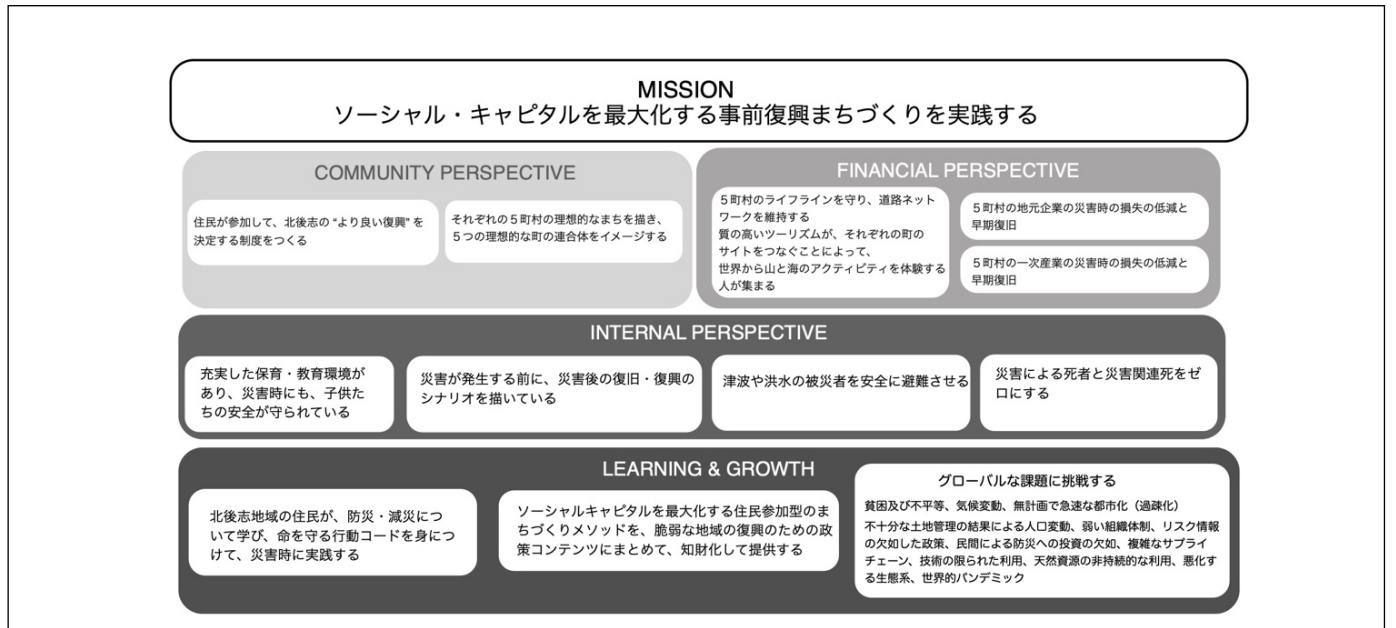 MISSION
ソーシャル・キャピタルを最大化する事前復興まちづくりを実践する
COMMUNITY PERSPECTIVE
住民が参加して、北後志の“より良い復興”を
決定する制度をつくる
それぞれの5町村の理想的なまちを描き、
5つの理想的な町の連合体をイメージする
FINANCIAL PERSPECTIVE
5町村のライフラインを守り、道路ネット
ワークを維持する
質の高いツーリズムが、それぞれの町の
サイトをつなぐことによって、
世界から山と海のアクティビティを体験する
人が集まる
5町村の地元企業の災害時の損失の低減と
早期復旧
5町村の一次産業の災害時の損失の低減と
早期復旧
INTERNAL PERSPECTIVE
充実した保育・教育環境が
あり、災害時にも、子供た
ちの安全が守られている
災害が発生する前に、災害後の復旧・復興の
シナリオを描いている
津波や洪水の被災者を安全に避難させる
災害による死者と災害関連死をゼ
ロにする
LEARNING & GROWTH
北後志地域の住民が、防災・減災につ
いて学び、命を守る行動コードを身につ
けて、災害時に実践する
ソーシャルキャピタルを最大化する住民参加型のま
ちづくりメソッドを、脆弱な地域の復興のための政
策コンテンツにまとめて、知財化して提供する
グローバルな課題に挑戦する
貧困及び不平等、気候変動、無計画で急速な都市化（過疎化）
不十分な土地管理の結果による人口変動、弱い組織体制、リスク情報
の欠如した政策、民間による防災への投資の欠如、複雑なサプライ
チェーン、技術の限られた利用、天然資源の非持続的な利用、悪化す
る生態系、世界的パンデミック